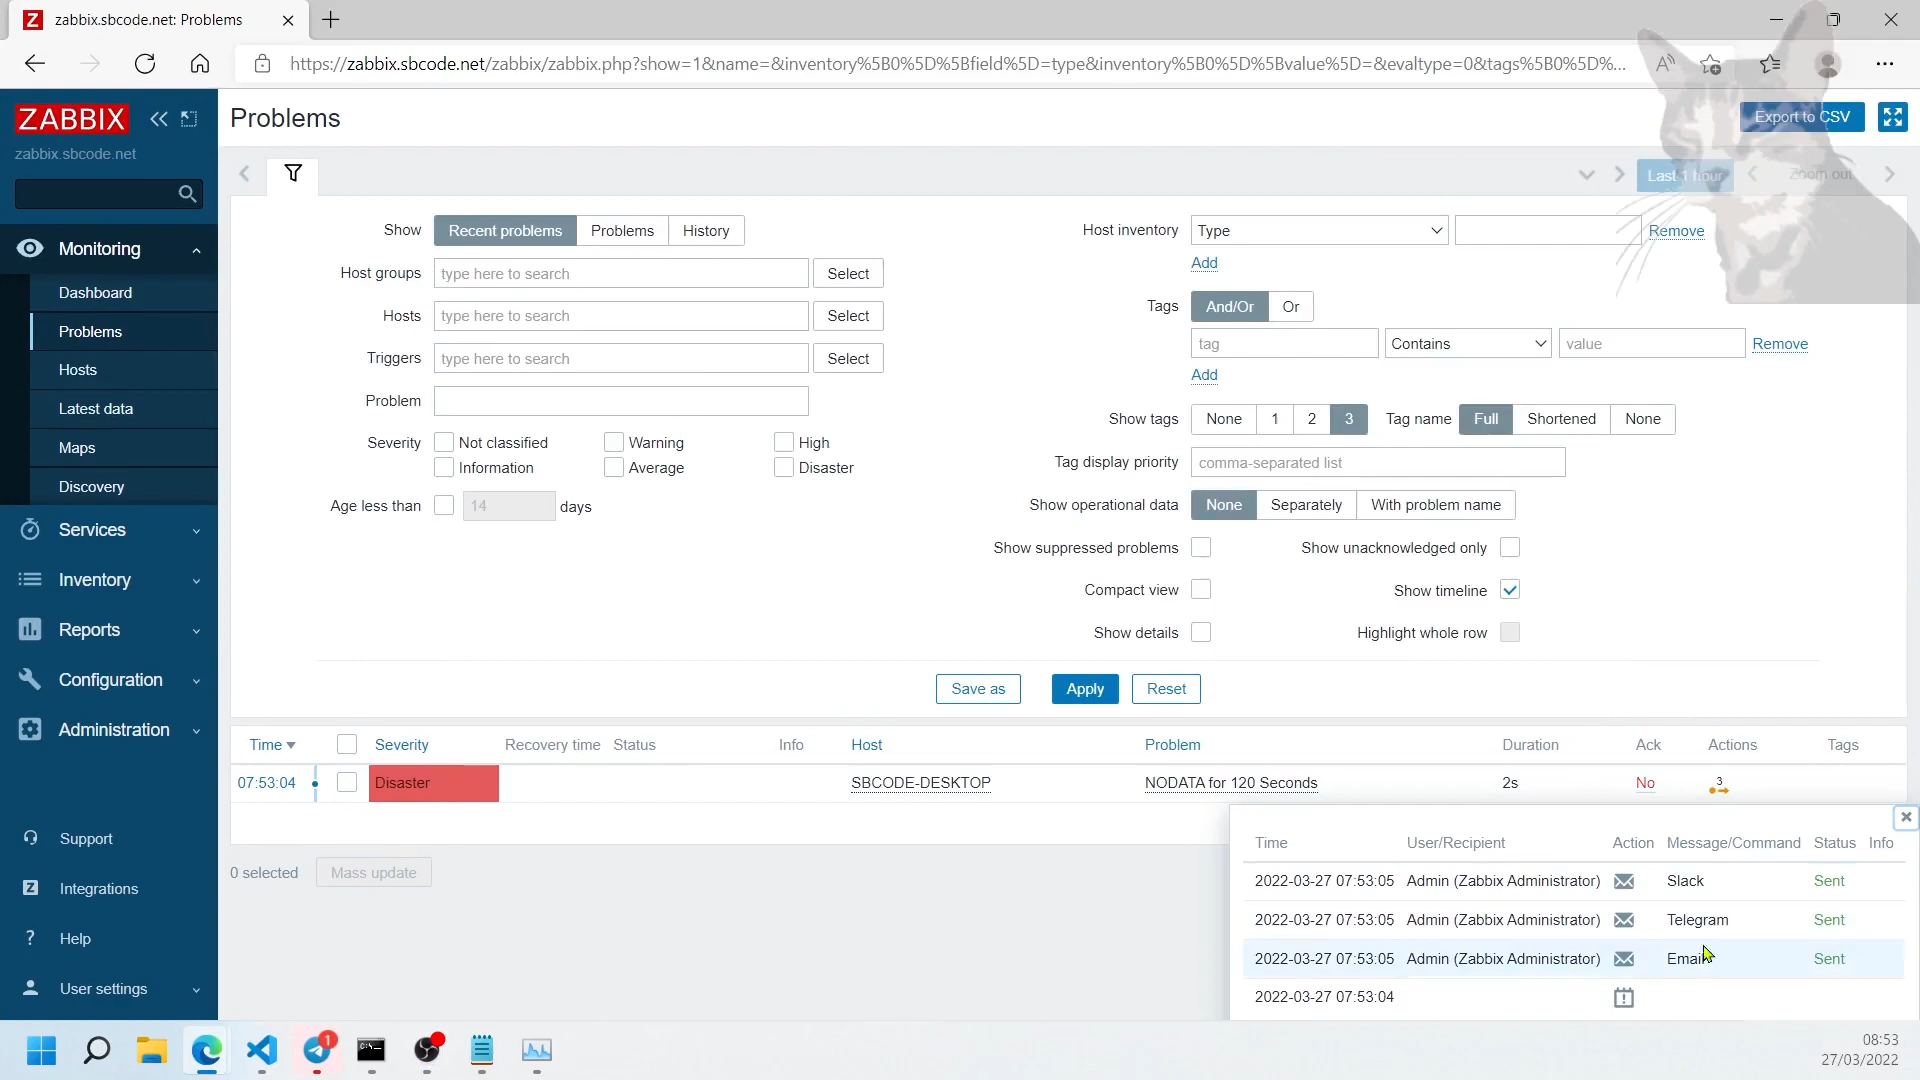 zabbix.sbcode.net: Problems
https://zabbix.sbcode.net/zabbix/zabbix.php?show=1&name=&inventory%5B0%5D%5Bfield%5D=type&inventory%5B0%5D%5Bvalue%5D=&evaltype=0&tags%5B0%5D%...
ZABBIX
zabbix.sbcode.net
Problems
Export to CSV
Last 1 hour
Zoom out
Monitoring
Dashboard
Problems
Hosts
Latest data
Maps
Discovery
Services
Inventory
Reports
Configuration
Administration
Support
Integrations
Help
User settings
Show Recent problems Problems History
Host groups type here to search Select
Hosts type here to search Select
Triggers type here to search Select
Problem
Severity Not classified Warning High
Information Average Disaster
Age less than 14 days
Host inventory Type Remove
Add
Tags And/Or Or
tag Contains value Remove
Add
Show tags None 1 2 3 Tag name Full Shortened None
Tag display priority comma-separated list
Show operational data None Separately With problem name
Show suppressed problems Show unacknowledged only
Compact view Show timeline
Show details Highlight whole row
Save as Apply Reset
Time Severity Recovery time Status Info Host Problem Duration Ack Actions Tags
07:53:04 Disaster SBCODE-DESKTOP NODATA for 120 Seconds 2s No 3
0 selected Mass update
Time User/Recipient Action Message/Command Status Info
2022-03-27 07:53:05 Admin (Zabbix Administrator) Slack Sent
2022-03-27 07:53:05 Admin (Zabbix Administrator) Telegram Sent
2022-03-27 07:53:05 Admin (Zabbix Administrator) Email Sent
2022-03-27 07:53:04
1
08:53
27/03/2022